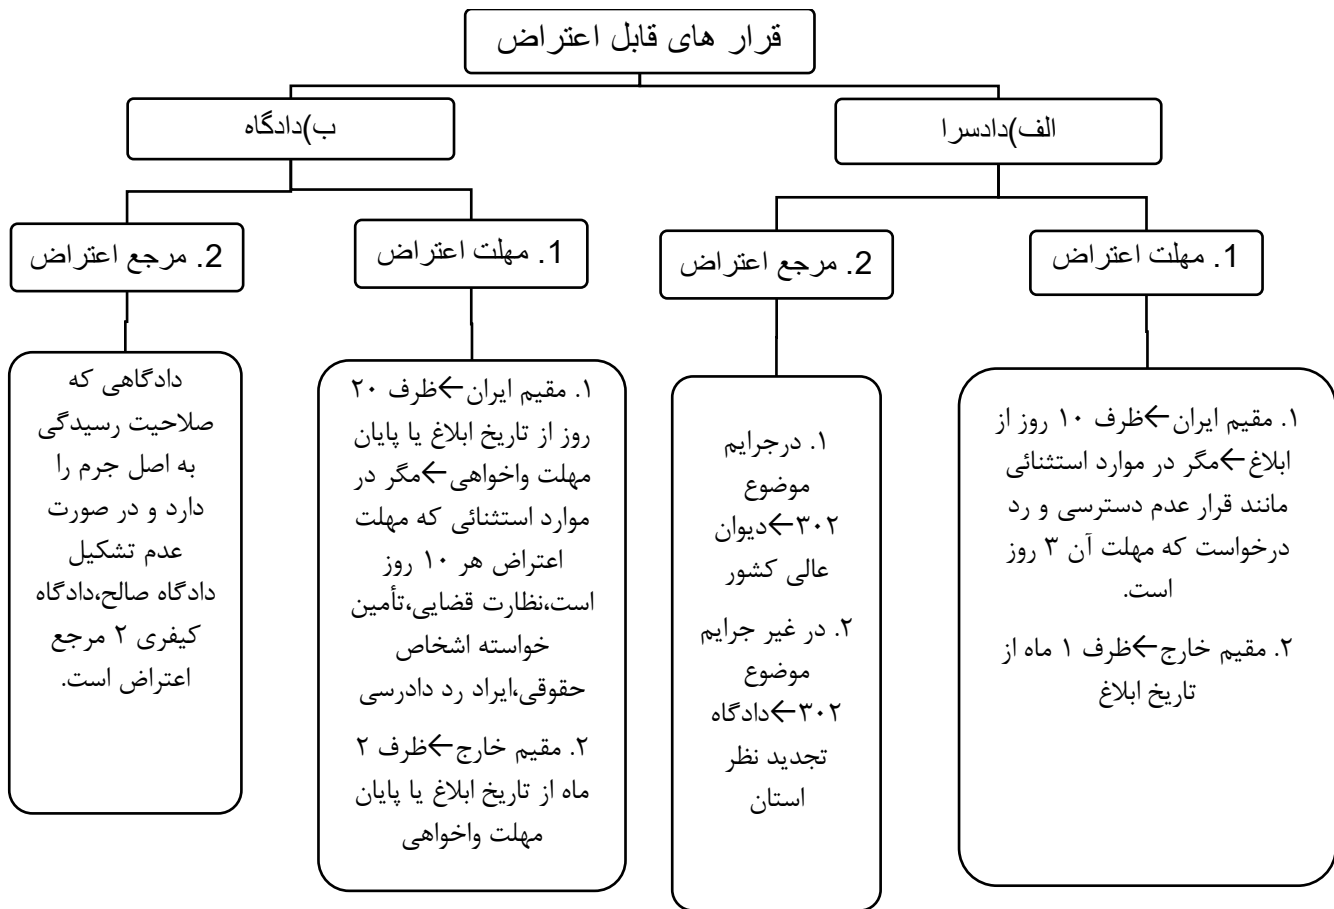 قرار های قابل اعتراض
الف)دادسرا
1. مهلت اعتراض
۱. مقیم ایران←ظرف ۱۰ روز از
ابلاغ←مگر در موارد استثنائی
مانند قرار عدم دسترسی و رد
درخواست که مهلت آن ۳ روز
است.
۲. مقیم خارج←ظرف ۱ ماه از
تاریخ ابلاغ
2. مرجع اعتراض
۱. درجرایم
موضوع
۳۰۲←دیوان
عالی کشور
۲. در غیر جرایم
موضوع
۳۰۲←دادگاه
تجدید نظر
استان
ب)دادگاه
1. مهلت اعتراض
۱. مقیم ایران←ظرف ۲۰
روز از تاریخ ابلاغ یا پایان
مهلت واخواهی←مگر در
موارد استثنائی که مهلت
اعتراض هر ۱۰ روز
است،نظارت قضایی،تأمین
خواسته اشخاص
حقوقی،ایراد رد دادرسی
۲. مقیم خارج←ظرف ۲
ماه از تاریخ ابلاغ یا پایان
مهلت واخواهی
2. مرجع اعتراض
دادگاهی که
صلاحیت رسیدگی
به اصل جرم را
دارد و در صورت
عدم تشکیل
دادگاه صالح،دادگاه
کیفری ۲ مرجع
اعتراض است.